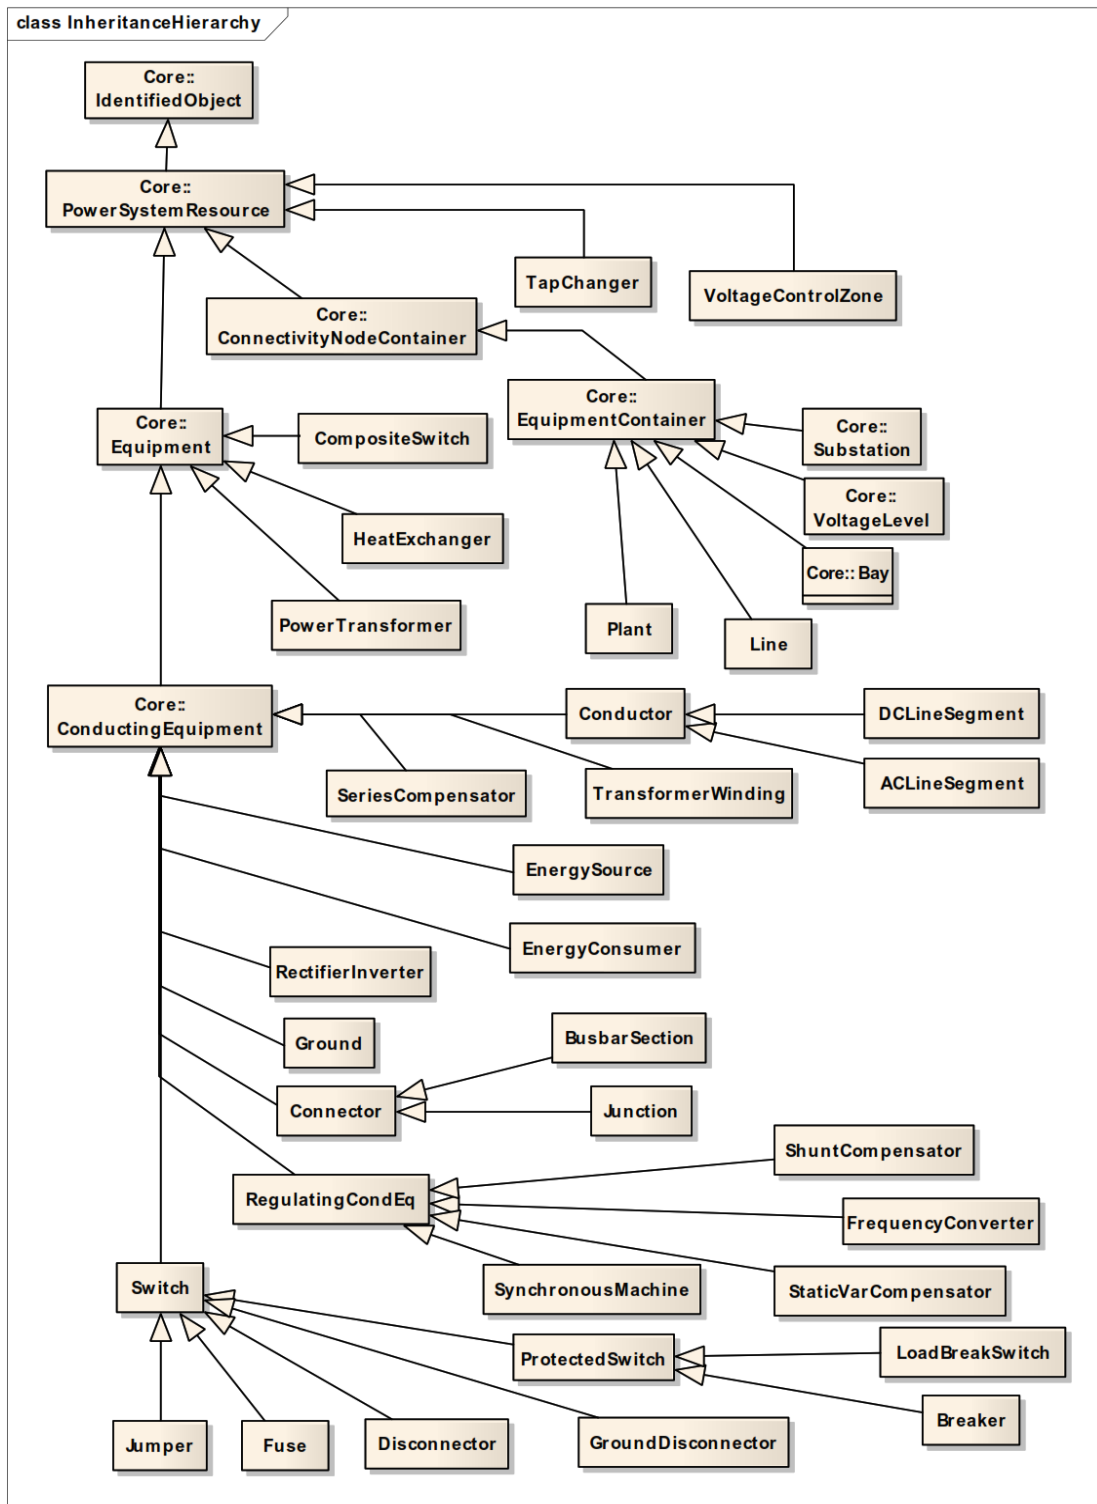 class InheritanceHierarchy
Core::
IdentifiedObject
Core::
PowerSystemResource
TapChanger
VoltageControlZone
Core::
ConnectivityNodeContainer
Core::
EquipmentContainer
Core::
Equipment
CompositeSwitch
Core::
Substation
Core::
VoltageLevel
HeatExchanger
Core:: Bay
PowerTransformer
Plant
Line
Core::
ConductingEquipment
Conductor
DCLineSegment
SeriesCompensator
TransformerWinding
ACLineSegment
EnergySource
EnergyConsumer
RectifierInverter
Ground
BusbarSection
Connector
Junction
ShuntCompensator
RegulatingCondEq
FrequencyConverter
Switch
SynchronousMachine
StaticVarCompensator
ProtectedSwitch
LoadBreakSwitch
Breaker
Jumper
Fuse
Disconnector
GroundDisconnector